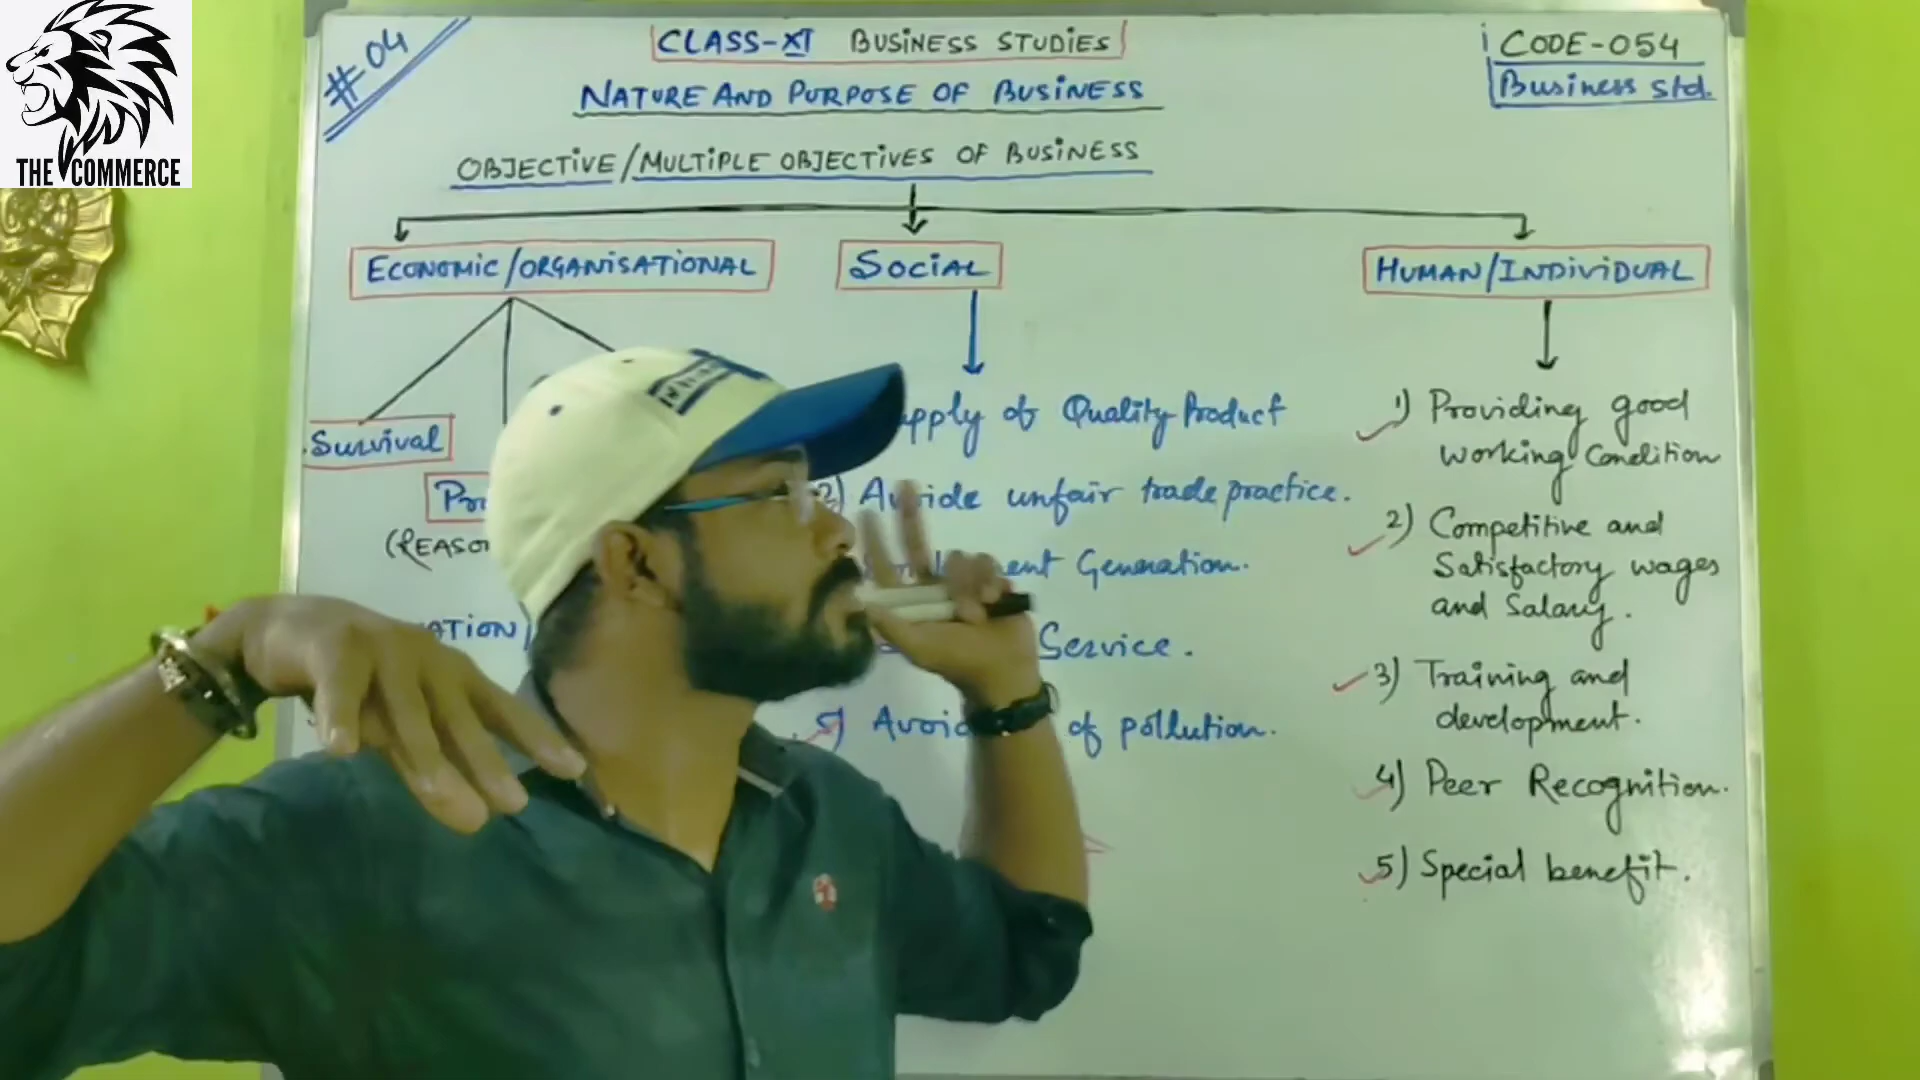 THE COMMERCE
#04
CLASS-XI BUSINESS STUDIES
CODE-054
Business Std.
NATURE AND PURPOSE OF BUSINESS
OBJECTIVE/MULTIPLE OBJECTIVES OF BUSINESS
ECONOMIC/ORGANISATIONAL
SOCIAL
HUMAN/INDIVIDUAL
Survival
of Quality Product
2) unfair trade practice.
Generation.
Service.
5) of pollution.
1) Providing good
working Condition
2) Competitive and
Satisfactory wages
and Salary.
3) Training and
development.
4) Peer Recognition.
5) Special benefit.